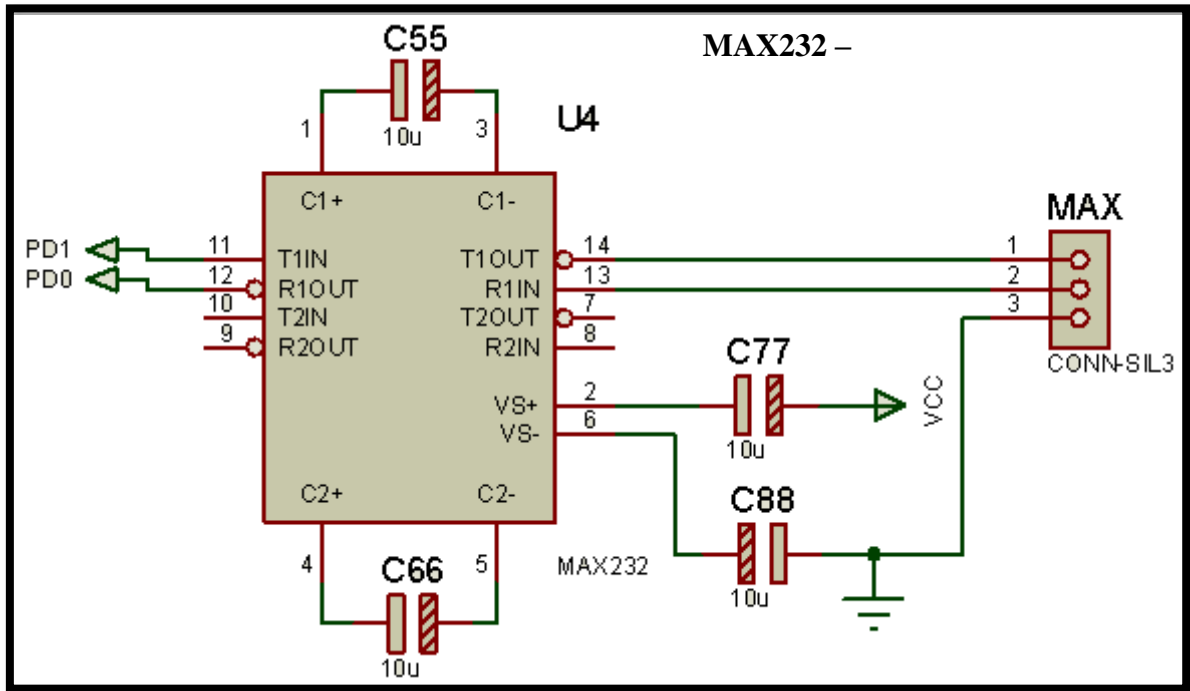 MAX232 –
C55
10u
1
3
U4
C1+
C1-
MAX
PD1
11
T1IN
T1OUT
14
1
PD0
12
R1OUT
R1IN
13
2
10
T2IN
T2OUT
7
3
9
R2OUT
R2IN
8
CONN-SIL3
C77
10u
VS+
2
VCC
VS-
6
C88
10u
C2+
C2-
4
5
MAX232
C66
10u